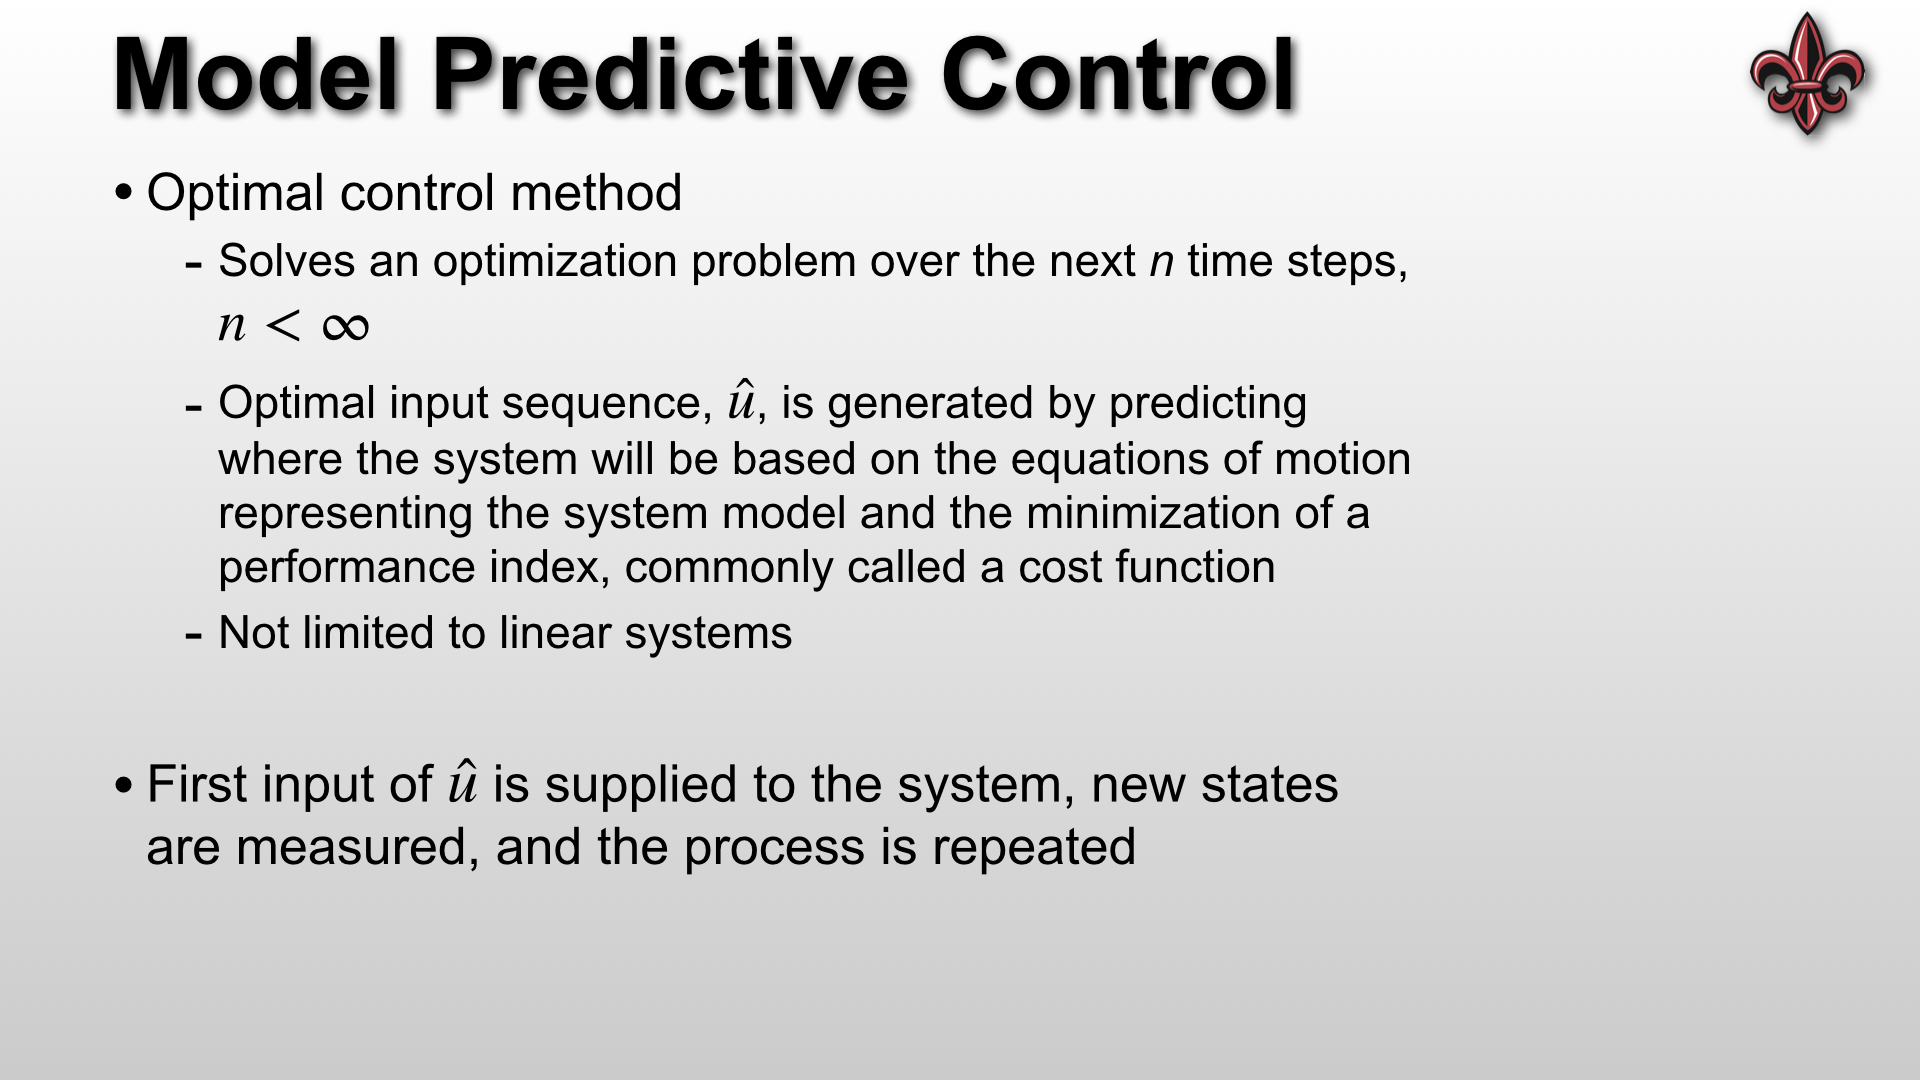 Model Predictive Control
• Optimal control method
- Solves an optimization problem over the next n time steps,
n < ∞
- Optimal input sequence, û, is generated by predicting
where the system will be based on the equations of motion
representing the system model and the minimization of a
performance index, commonly called a cost function
- Not limited to linear systems
• First input of û is supplied to the system, new states
are measured, and the process is repeated